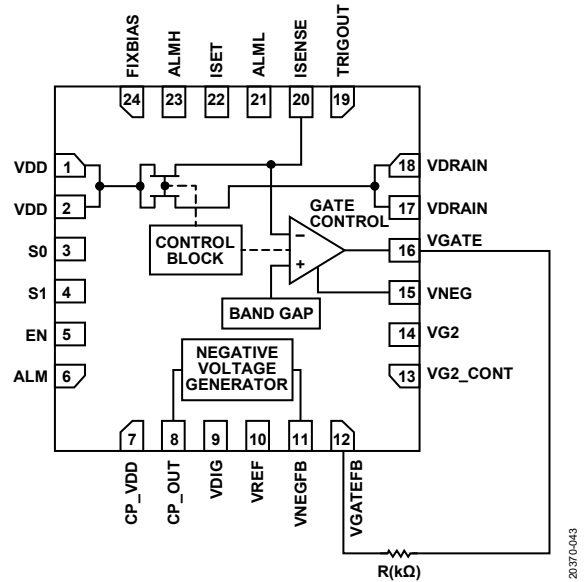 FIXBIAS
ALMH
ISET
ALML
ISENSE
TRIGOUT
24
23
22
21
20
19
VDD
1
18
VDRAIN
VDD
2
17
VDRAIN
GATE
CONTROL
S0
3
CONTROL
BLOCK
–
+
16
VGATE
S1
4
BAND GAP
15
VNEG
EN
5
14
VG2
NEGATIVE
VOLTAGE
GENERATOR
ALM
6
13
VG2_CONT
7
8
9
10
11
12
CP_VDD
CP_OUT
VDIG
VREF
VNEGFB
VGATEFB
R(kΩ)
20370-043